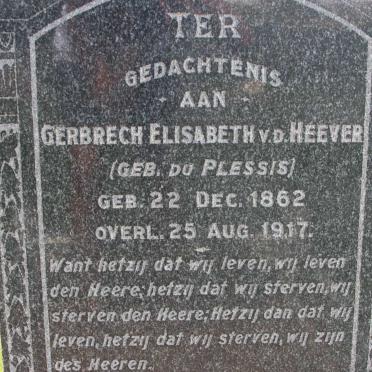 TER
GEDACHTENIS
- AAN -
GERBRECH ELISABETH V.D. HEEVER
(GEB. DU PLESSIS)
GEB. 22 DEC. 1862
OVERL. 25 AUG. 1917.
Want hetzij dat wij leven, wij leven
den Heere; hetzij dat wij sterven, wij
sterven den Heere; Hetzij dan dat wij
leven, hetzij dat wij sterven, wij zijn
des Heeren.